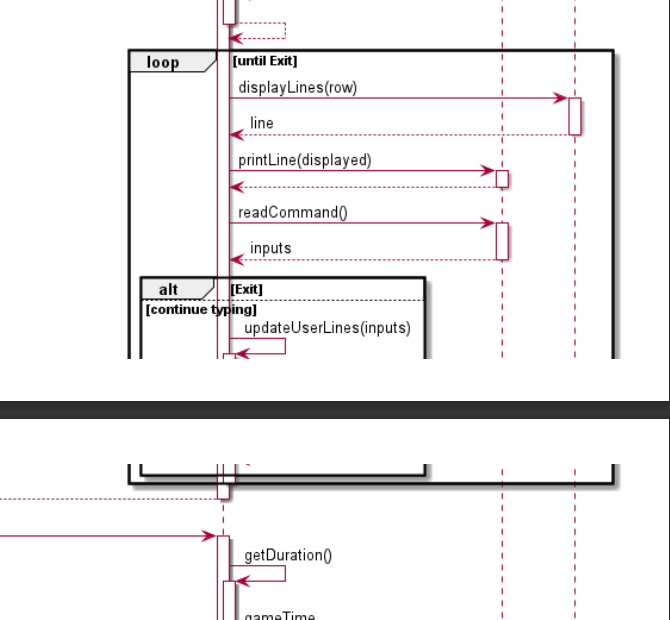 loop [until Exit]
displayLines(row)
line
printLine(displayed)
readCommand()
inputs
alt [Exit]
[continue typing]
updateUserLines(inputs)
getDuration()
gameTime